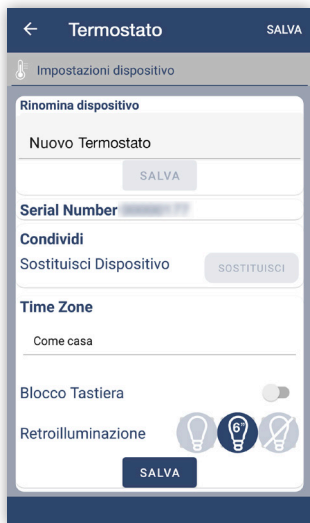 Termostato SALVA
Impostazioni dispositivo
Rinomina dispositivo
Nuovo Termostato
SALVA
Serial Number
Condividi
Sostituisci Dispositivo SOSTITUISCI
Time Zone
Come casa
Blocco Tastiera
Retroilluminazione 6"
SALVA